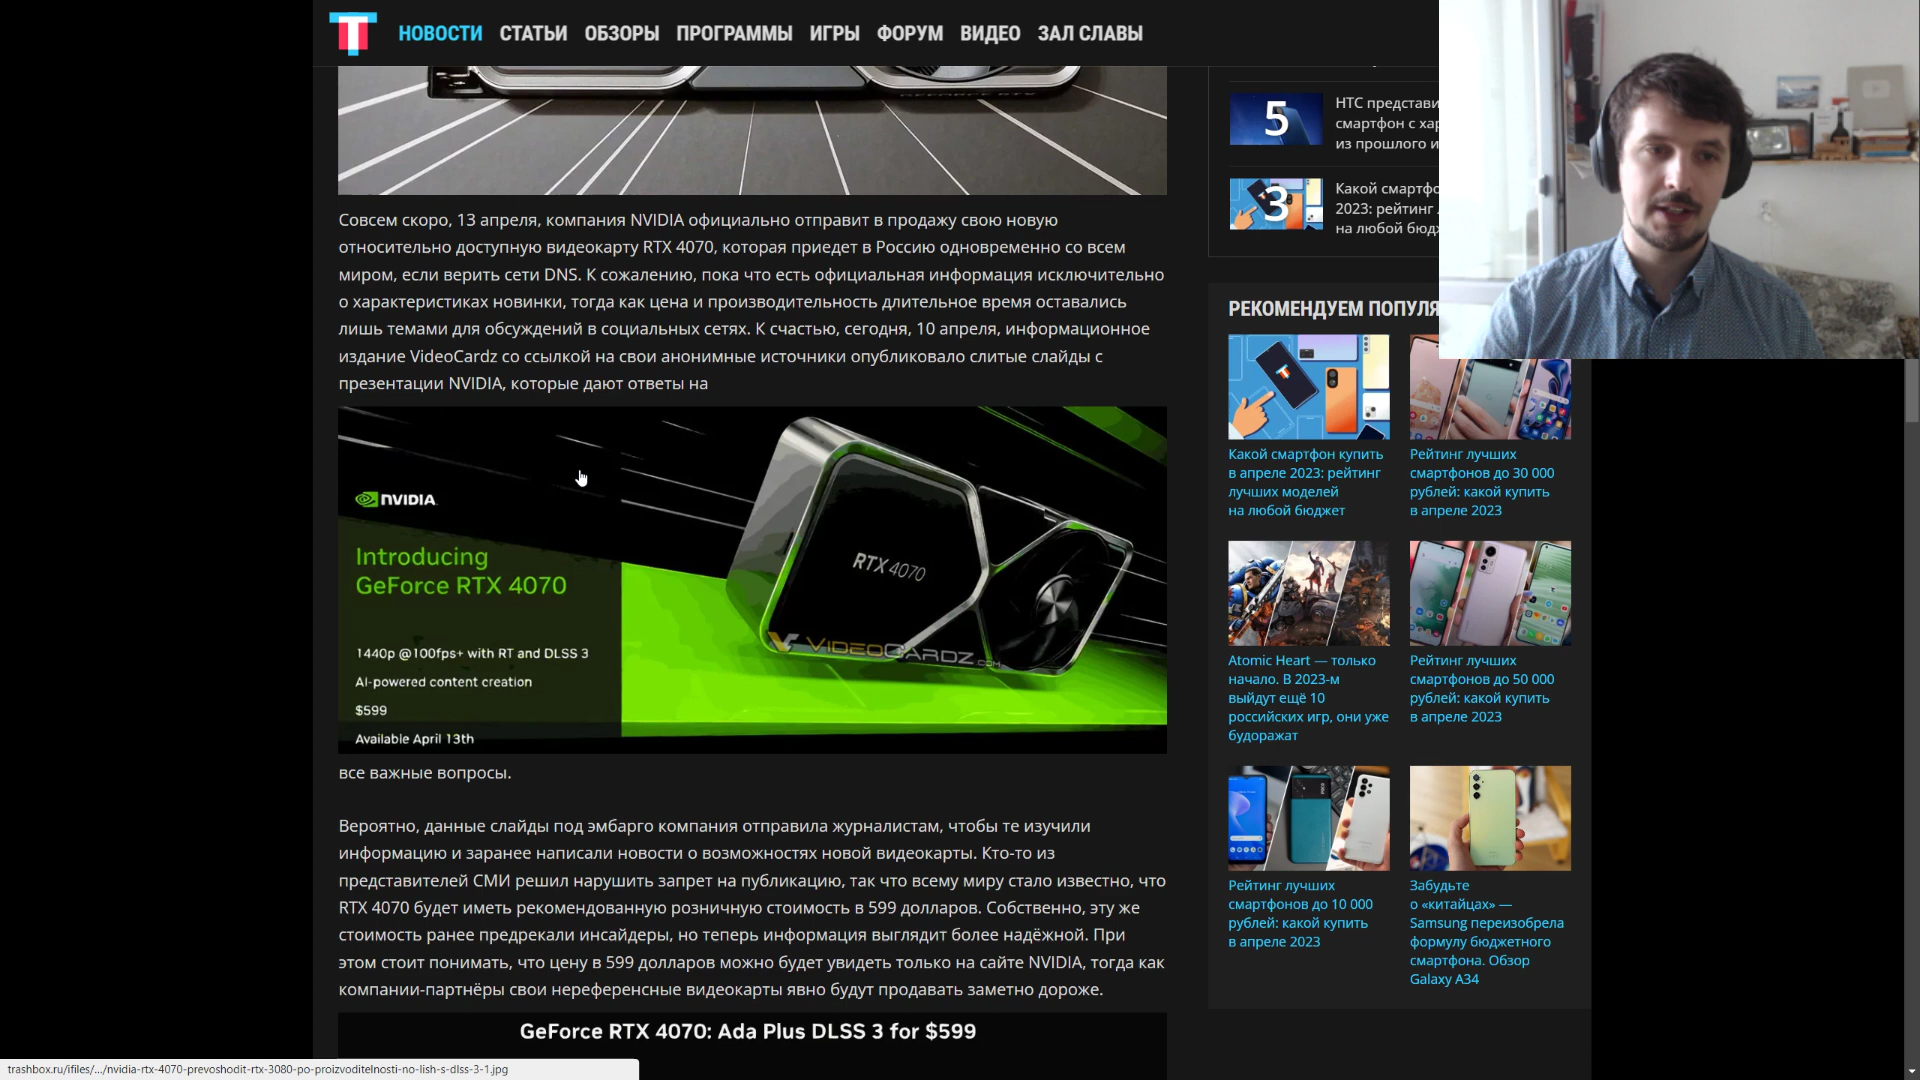 НОВОСТИ СТАТЬИ ОБЗОРЫ ПРОГРАММЫ ИГРЫ ФОРУМ ВИДЕО ЗАЛ СЛАВЫ
Совсем скоро, 13 апреля, компания NVIDIA официально отправит в продажу свою новую
относительно доступную видеокарту RTX 4070, которая приедет в Россию одновременно со всем
миром, если верить сети DNS. К сожалению, пока что есть официальная информация исключительно
о характеристиках новинки, тогда как цена и производительность длительное время оставались
лишь темами для обсуждений в социальных сетях. К счастью, сегодня, 10 апреля, информационное
издание VideoCardz со ссылкой на свои анонимные источники опубликовало слитые слайды с
презентации NVIDIA, которые дают ответы на
NVIDIA
Introducing
GeForce RTX 4070
1440p @100fps+ with RT and DLSS 3
AI-powered content creation
$599
Available April 13th
RTX 4070
VIDEOCARDZ.COM
все важные вопросы.
Вероятно, данные слайды под эмбарго компания отправила журналистам, чтобы те изучили
информацию и заранее написали новости о возможностях новой видеокарты. Кто-то из
представителей СМИ решил нарушить запрет на публикацию, так что всему миру стало известно, что
RTX 4070 будет иметь рекомендованную розничную стоимость в 599 долларов. Собственно, эту же
стоимость ранее предрекали инсайдеры, но теперь информация выглядит более надёжной. При
этом стоит понимать, что цену в 599 долларов можно будет увидеть только на сайте NVIDIA, тогда как
компании-партнёры свои нереференсные видеокарты явно будут продавать заметно дороже.
GeForce RTX 4070: Ada Plus DLSS 3 for $599
5
HTC представи
смартфон с хар
из прошлого и
3
Какой смартфо
2023: рейтинг
на любой бюдж
РЕКОМЕНДУЕМ ПОПУЛЯ
Какой смартфон купить
в апреле 2023: рейтинг
лучших моделей
на любой бюджет
Рейтинг лучших
смартфонов до 30 000
рублей: какой купить
в апреле 2023
Atomic Heart — только
начало. В 2023-м
выйдут ещё 10
российских игр, они уже
будоражат
Рейтинг лучших
смартфонов до 50 000
рублей: какой купить
в апреле 2023
Рейтинг лучших
смартфонов до 10 000
рублей: какой купить
в апреле 2023
Забудьте
о «китайцах» —
Samsung переизобрела
формулу бюджетного
смартфона. Обзор
Galaxy A34
trashbox.ru/ifiles/.../nvidia-rtx-4070-prevoshodit-rtx-3080-po-proizvoditelnosti-no-lish-s-dlss-3-1.jpg